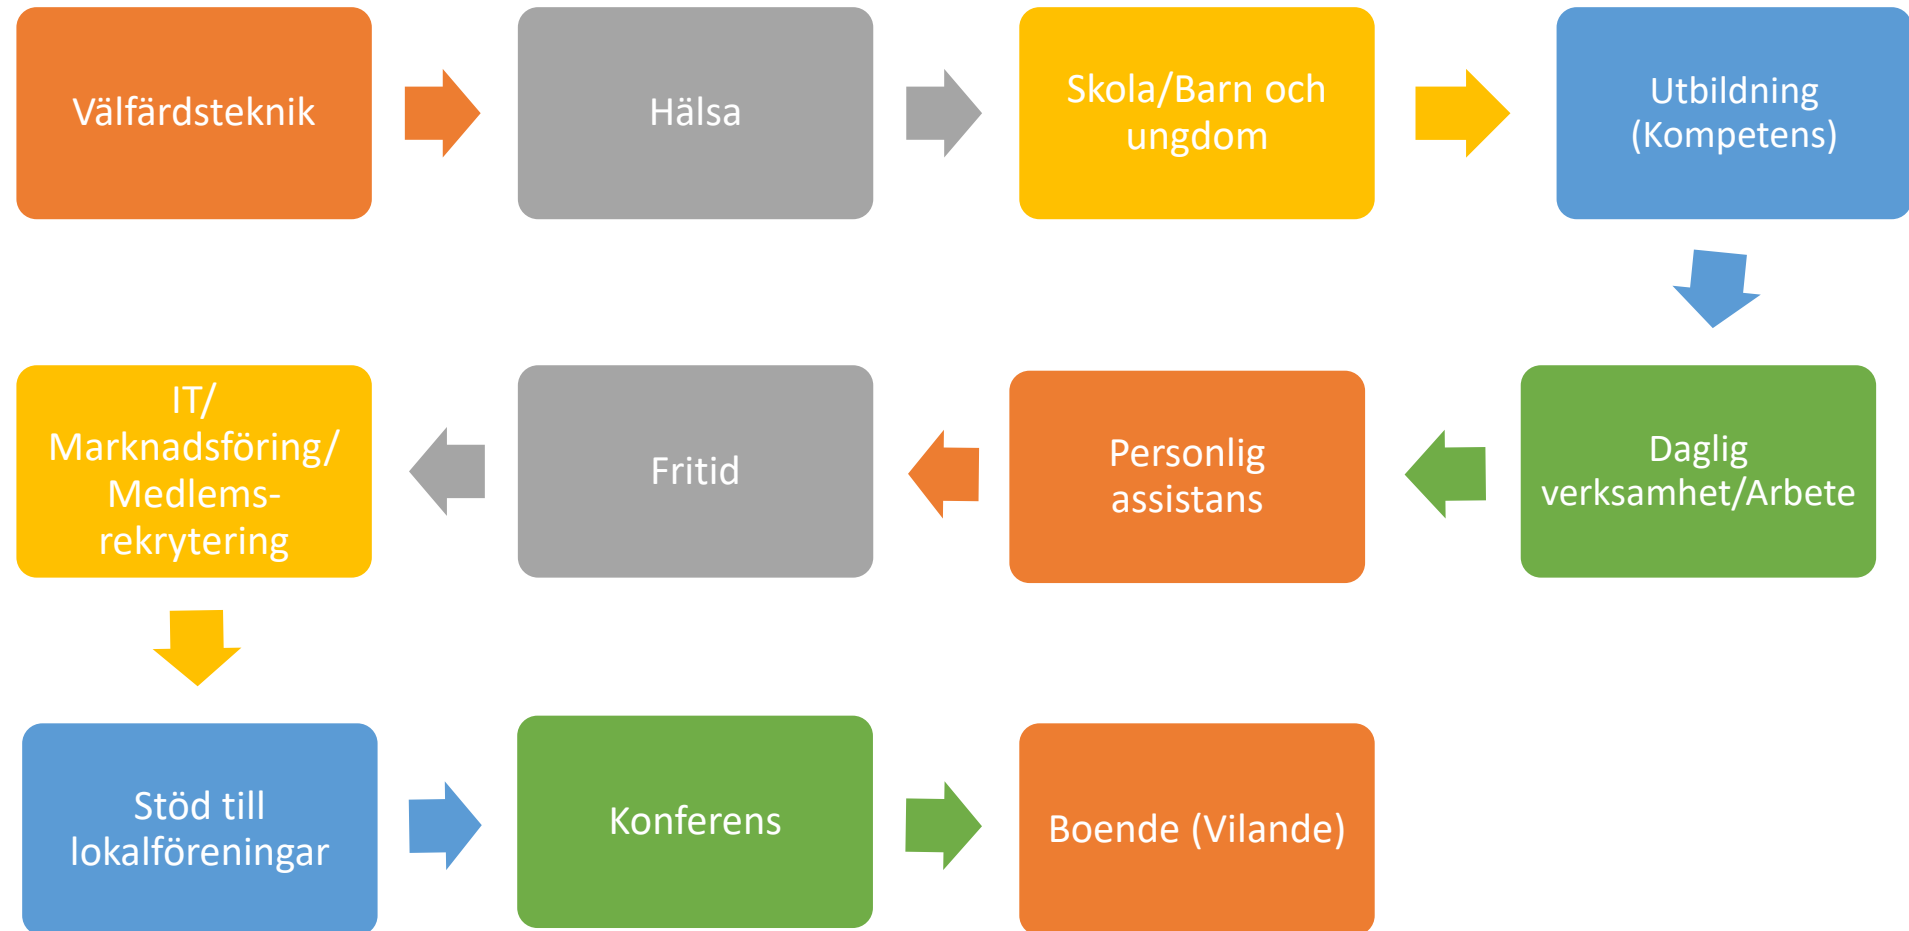 Välfärdsteknik
Hälsa
Skola/Barn och
ungdom
Utbildning
(Kompetens)
Daglig
verksamhet/Arbete
Personlig
assistans
Fritid
IT/
Marknadsföring/
Medlems-
rekrytering
Stöd till
lokalföreningar
Konferens
Boende (Vilande)